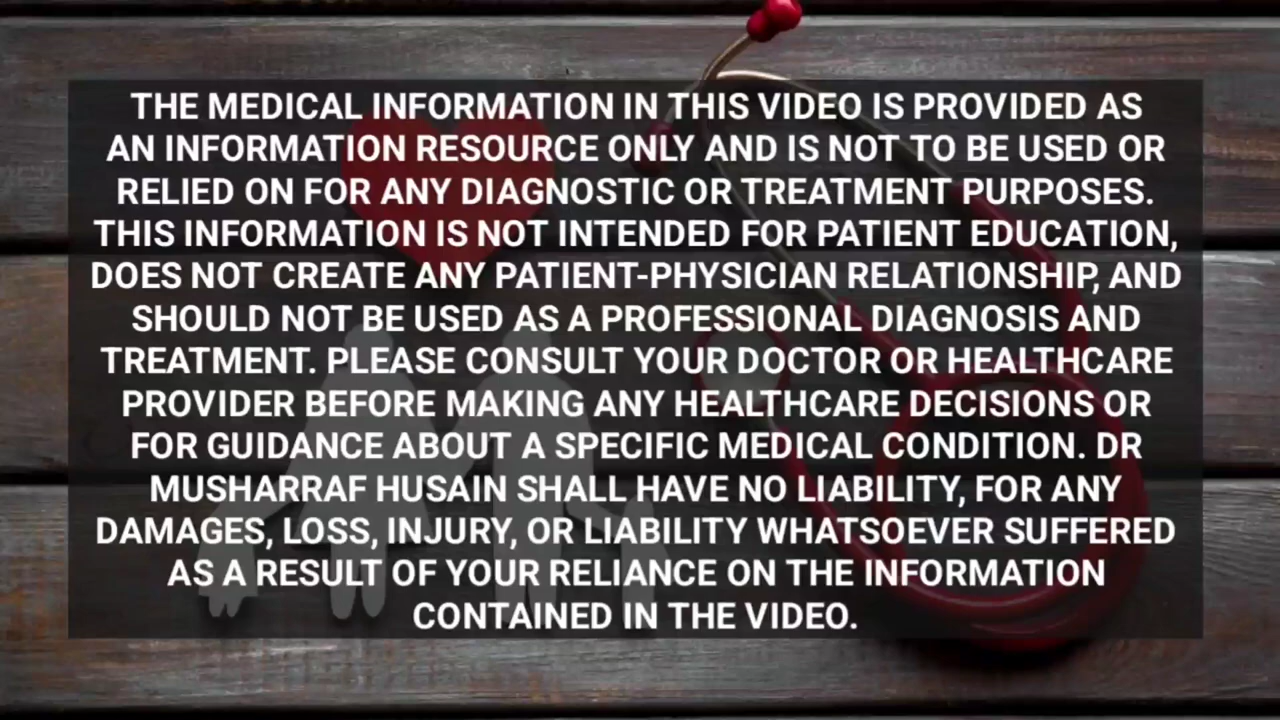 THE MEDICAL INFORMATION IN THIS VIDEO IS PROVIDED AS
AN INFORMATION RESOURCE ONLY AND IS NOT TO BE USED OR
RELIED ON FOR ANY DIAGNOSTIC OR TREATMENT PURPOSES.
THIS INFORMATION IS NOT INTENDED FOR PATIENT EDUCATION,
DOES NOT CREATE ANY PATIENT-PHYSICIAN RELATIONSHIP, AND
SHOULD NOT BE USED AS A PROFESSIONAL DIAGNOSIS AND
TREATMENT. PLEASE CONSULT YOUR DOCTOR OR HEALTHCARE
PROVIDER BEFORE MAKING ANY HEALTHCARE DECISIONS OR
FOR GUIDANCE ABOUT A SPECIFIC MEDICAL CONDITION. DR
MUSHARRAF HUSAIN SHALL HAVE NO LIABILITY, FOR ANY
DAMAGES, LOSS, INJURY, OR LIABILITY WHATSOEVER SUFFERED
AS A RESULT OF YOUR RELIANCE ON THE INFORMATION
CONTAINED IN THE VIDEO.